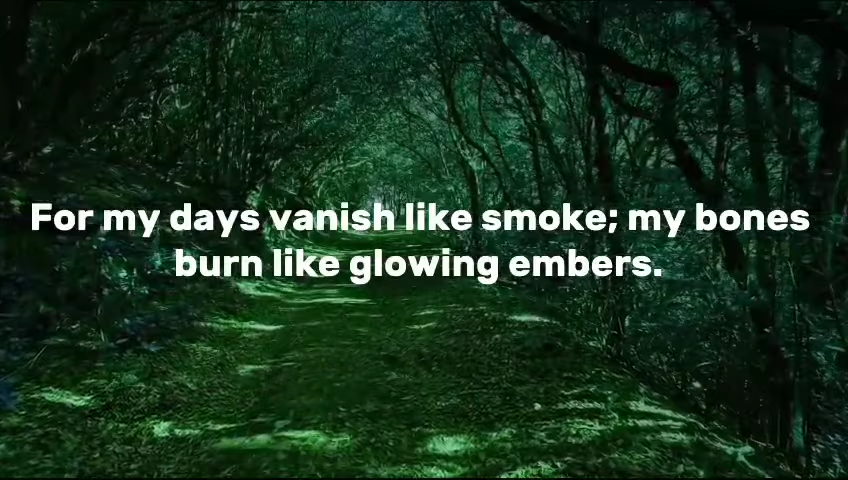 For my days vanish like smoke; my bones
burn like glowing embers.